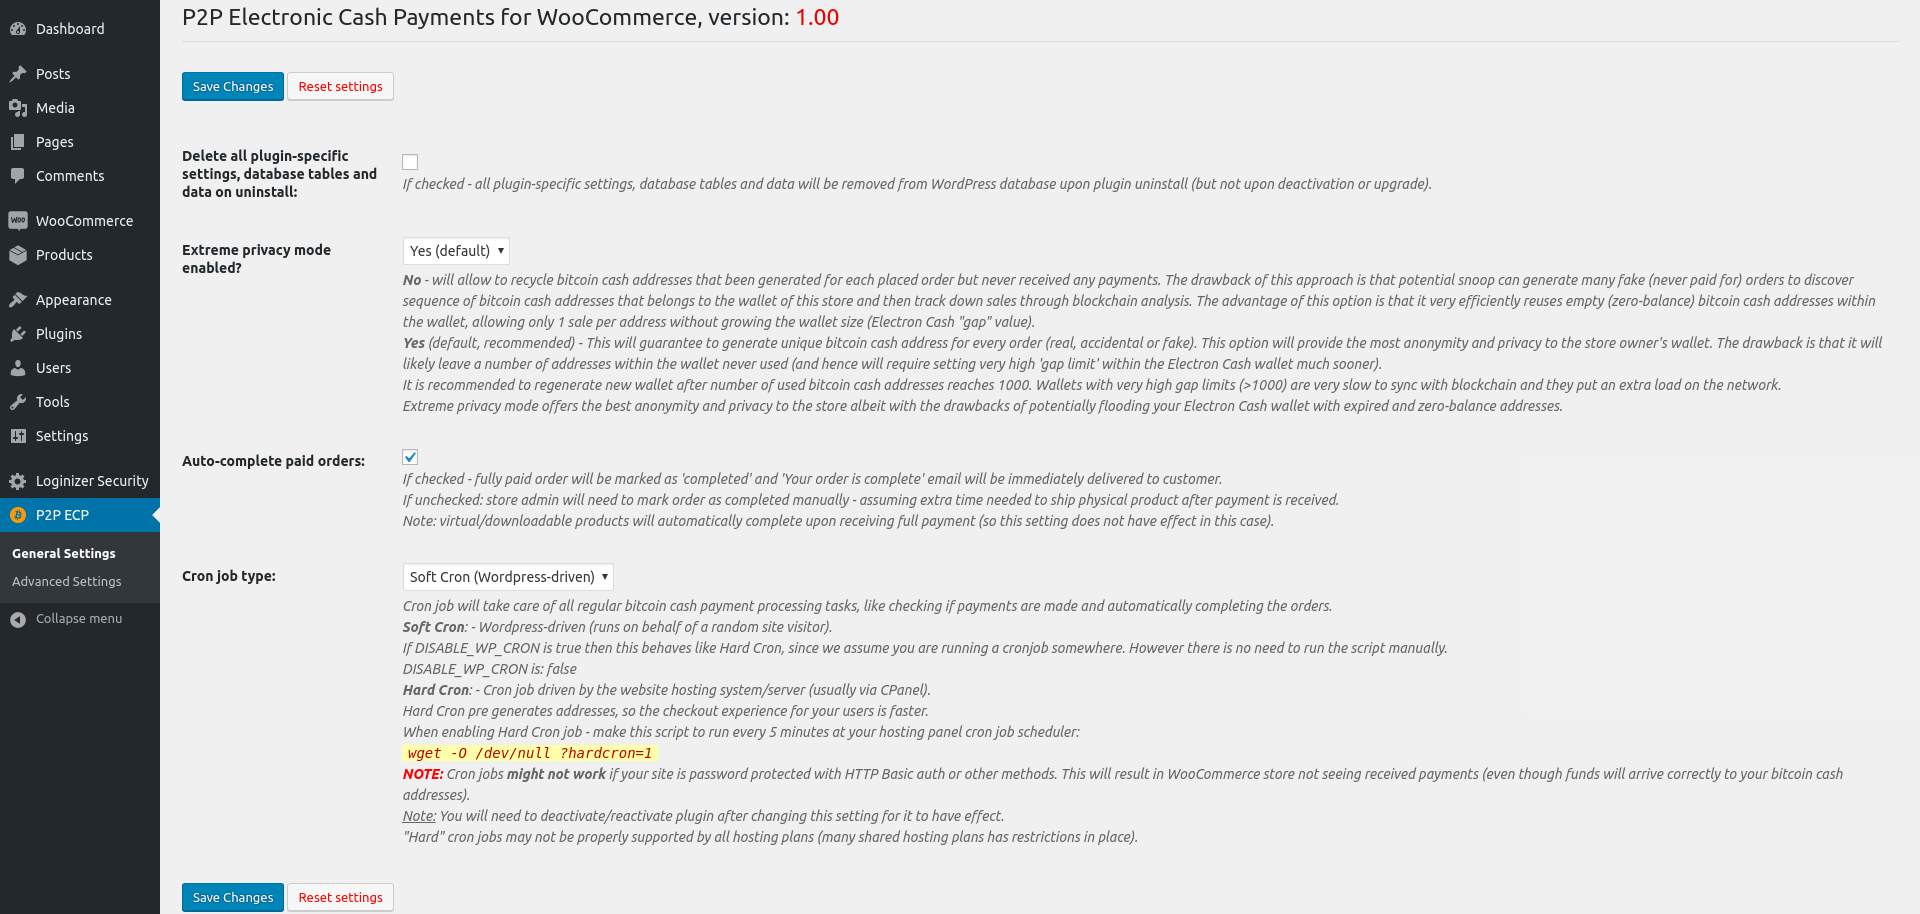 P2P Electronic Cash Payments for WooCommerce, version: 1.00
Dashboard
Posts
Media
Pages
Comments
WooCommerce
Products
Appearance
Plugins
Users
Tools
Settings
Loginizer Security
P2P ECP
General Settings
Advanced Settings
Collapse menu
Save Changes
Reset settings
Delete all plugin-specific
settings, database tables and
data on uninstall:
If checked - all plugin-specific settings, database tables and data will be removed from WordPress database upon plugin uninstall (but not upon deactivation or upgrade).
Extreme privacy mode
enabled?
Yes (default)
No - will allow to recycle bitcoin cash addresses that been generated for each placed order but never received any payments. The drawback of this approach is that potential snoop can generate many fake (never paid for) orders to discover
sequence of bitcoin cash addresses that belongs to the wallet of this store and then track down sales through blockchain analysis. The advantage of this option is that it very efficiently reuses empty (zero-balance) bitcoin cash addresses within
the wallet, allowing only 1 sale per address without growing the wallet size (Electron Cash "gap" value).
Yes (default, recommended) - This will guarantee to generate unique bitcoin cash address for every order (real, accidental or fake). This option will provide the most anonymity and privacy to the store owner's wallet. The drawback is that it will
likely leave a number of addresses within the wallet never used (and hence will require setting very high 'gap limit' within the Electron Cash wallet much sooner).
It is recommended to regenerate new wallet after number of used bitcoin cash addresses reaches 1000. Wallets with very high gap limits (>1000) are very slow to sync with blockchain and they put an extra load on the network.
Extreme privacy mode offers the best anonymity and privacy to the store albeit with the drawbacks of potentially flooding your Electron Cash wallet with expired and zero-balance addresses.
Auto-complete paid orders:
If checked - fully paid order will be marked as 'completed' and 'Your order is complete' email will be immediately delivered to customer.
If unchecked: store admin will need to mark order as completed manually - assuming extra time needed to ship physical product after payment is received.
Note: virtual/downloadable products will automatically complete upon receiving full payment (so this setting does not have effect in this case).
Cron job type:
Soft Cron (Wordpress-driven)
Cron job will take care of all regular bitcoin cash payment processing tasks, like checking if payments are made and automatically completing the orders.
Soft Cron: - Wordpress-driven (runs on behalf of a random site visitor).
If DISABLE_WP_CRON is true then this behaves like Hard Cron, since we assume you are running a cronjob somewhere. However there is no need to run the script manually.
DISABLE_WP_CRON is: false
Hard Cron: - Cron job driven by the website hosting system/server (usually via CPanel).
Hard Cron pre generates addresses, so the checkout experience for your users is faster.
When enabling Hard Cron job - make this script to run every 5 minutes at your hosting panel cron job scheduler:
wget -O /dev/null ?hardcron=1
NOTE: Cron jobs might not work if your site is password protected with HTTP Basic auth or other methods. This will result in WooCommerce store not seeing received payments (even though funds will arrive correctly to your bitcoin cash
addresses).
Note: You will need to deactivate/reactivate plugin after changing this setting for it to have effect.
"Hard" cron jobs may not be properly supported by all hosting plans (many shared hosting plans has restrictions in place).
Save Changes
Reset settings